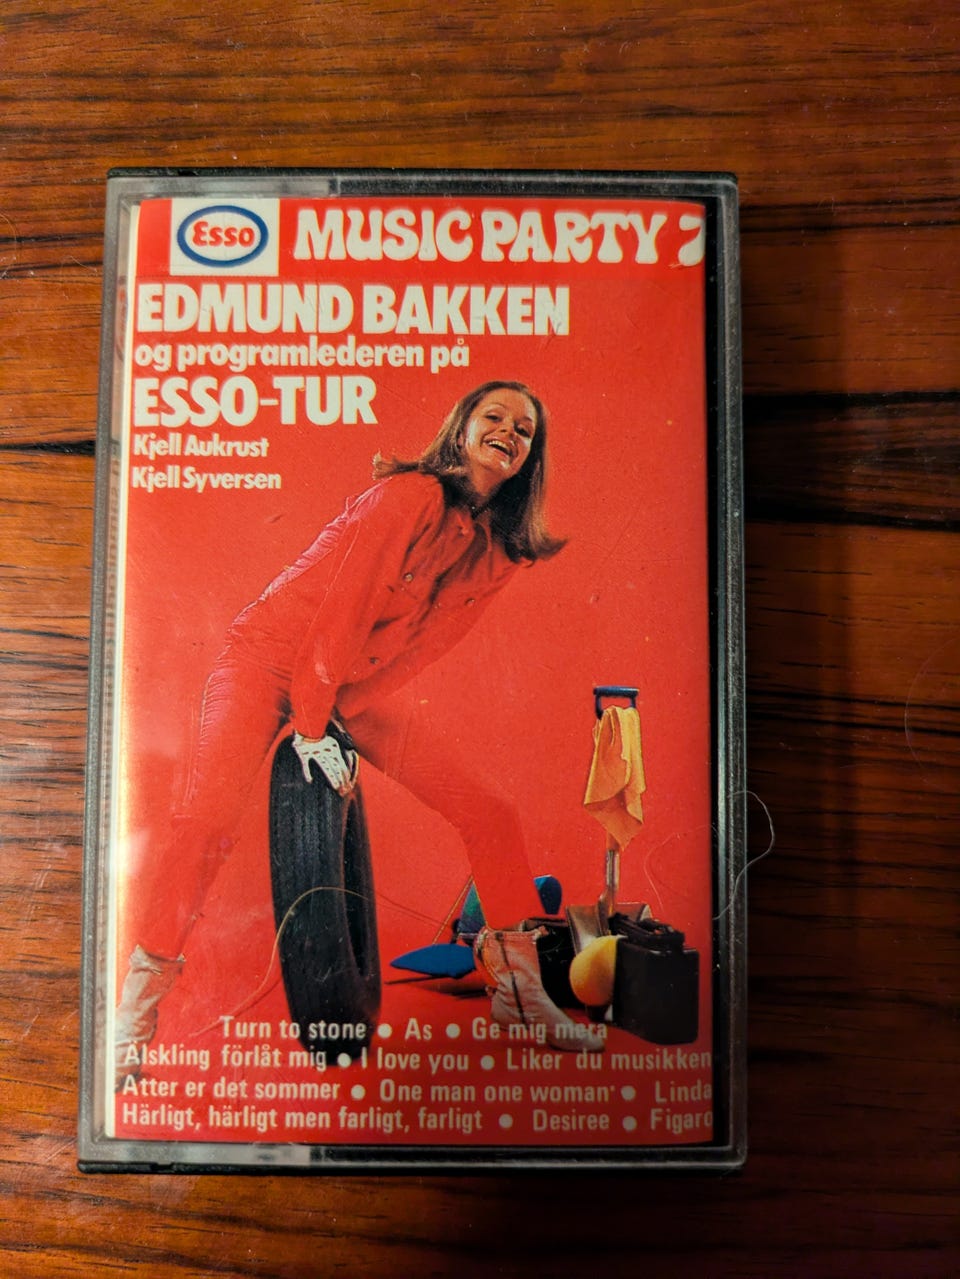 Esso MUSIC PARTY 7
EDMUND BAKKEN
og programlederen på
ESSO-TUR
Kjell Aukrust
Kjell Syversen
Turn to stone • As • Ge mig mera
Älskling förlåt mig • I love you • Liker du musikken
Atter er det sommer • One man one woman • Linda
Härligt, härligt men farligt, farligt • Desiree • Figaro